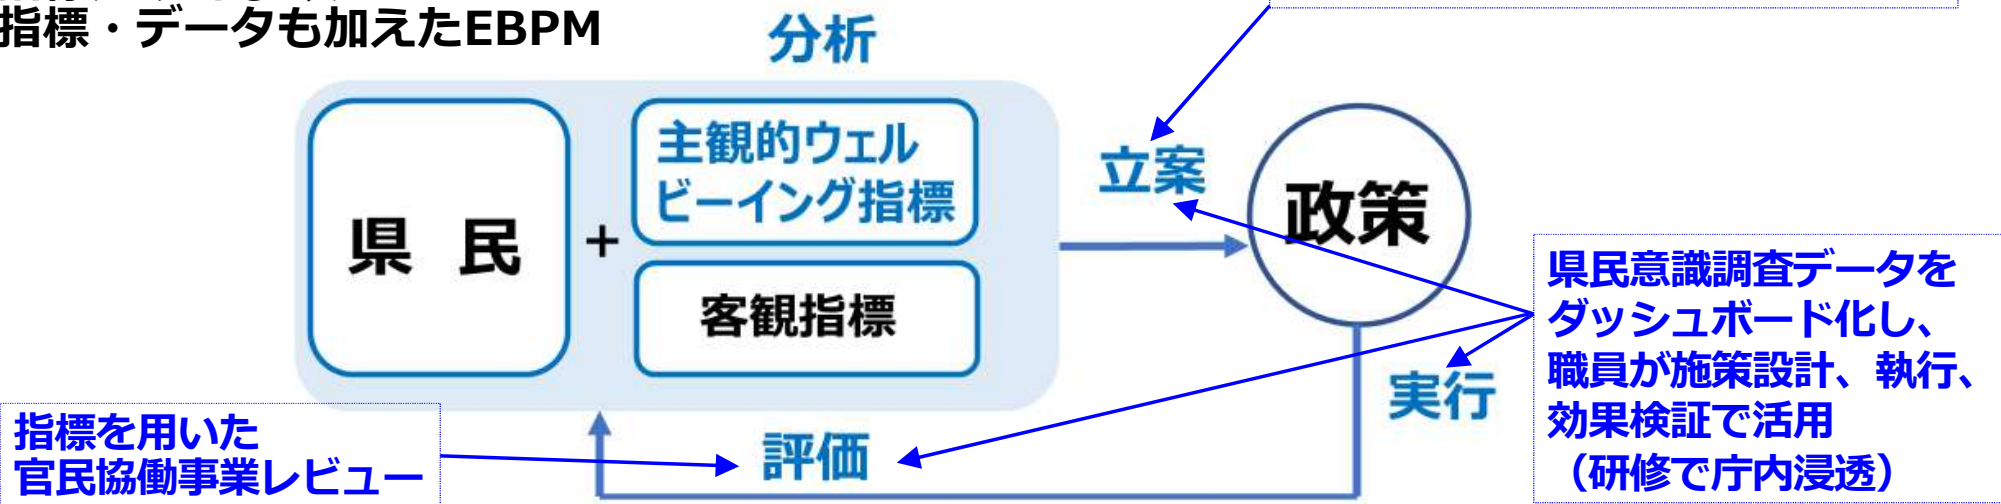 指標・データも加えたEBPM
分析
県 民
+
主観的ウェル
ビーイング指標
客観指標
立案
政策
県民意識調査データを
ダッシュボード化し、
職員が施策設計、執行、
効果検証で活用
（研修で庁内浸透）
実行
指標を用いた
官民協働事業レビュー
評価